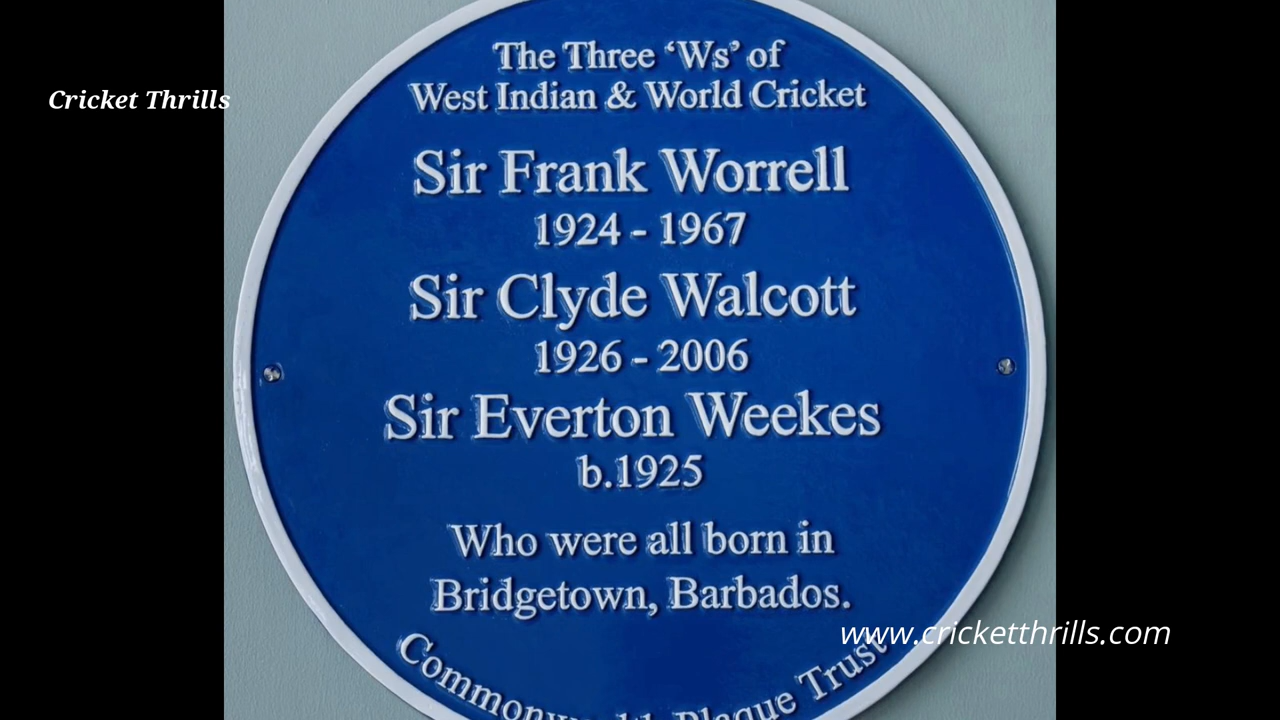 Cricket Thrills
The Three ‘Ws’ of
West Indian & World Cricket
Sir Frank Worrell
1924 - 1967
Sir Clyde Walcott
1926 - 2006
Sir Everton Weekes
b.1925
Who were all born in
Bridgetown, Barbados.
www.cricketthrills.com
Commonwealth Plaque Trust